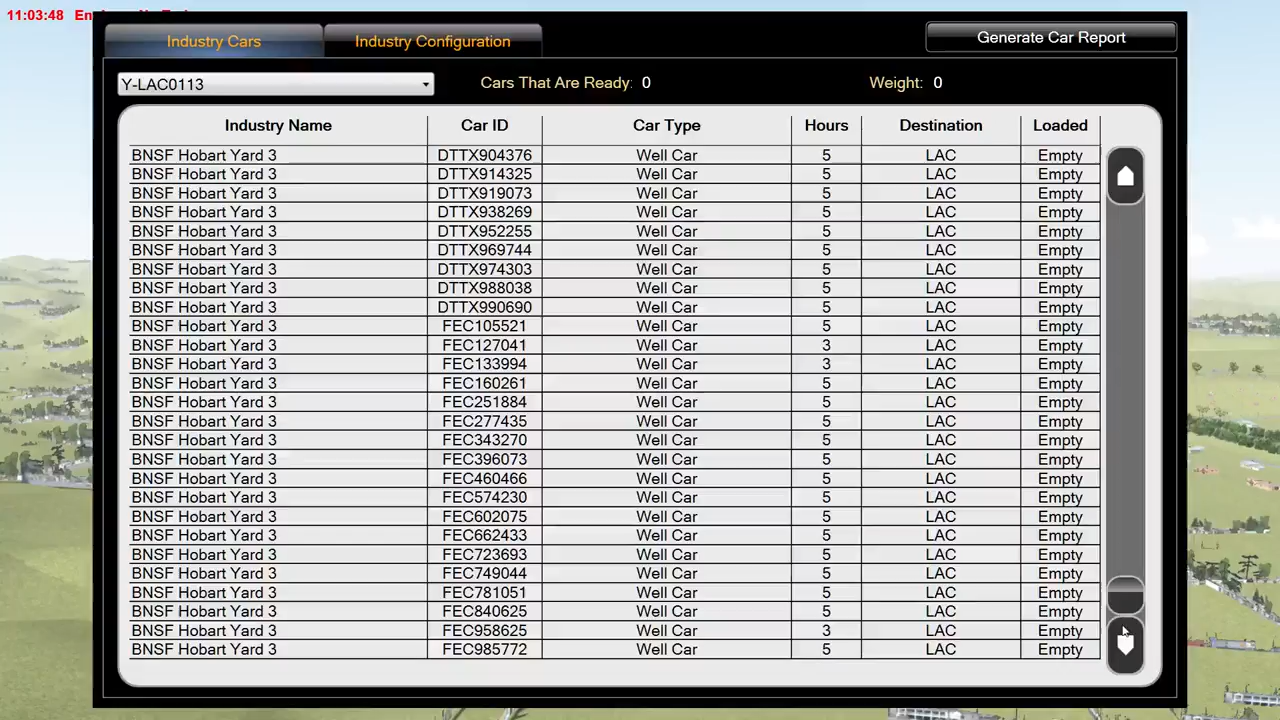 11:03:48
Industry Cars
Industry Configuration
Generate Car Report
Y-LAC0113
Cars That Are Ready: 0
Weight: 0
Industry Name Car ID Car Type Hours Destination Loaded
BNSF Hobart Yard 3 DTTX904376 Well Car 5 LAC Empty
BNSF Hobart Yard 3 DTTX914325 Well Car 5 LAC Empty
BNSF Hobart Yard 3 DTTX919073 Well Car 5 LAC Empty
BNSF Hobart Yard 3 DTTX938269 Well Car 5 LAC Empty
BNSF Hobart Yard 3 DTTX952255 Well Car 5 LAC Empty
BNSF Hobart Yard 3 DTTX969744 Well Car 5 LAC Empty
BNSF Hobart Yard 3 DTTX974303 Well Car 5 LAC Empty
BNSF Hobart Yard 3 DTTX988038 Well Car 5 LAC Empty
BNSF Hobart Yard 3 DTTX990690 Well Car 5 LAC Empty
BNSF Hobart Yard 3 FEC105521 Well Car 5 LAC Empty
BNSF Hobart Yard 3 FEC127041 Well Car 3 LAC Empty
BNSF Hobart Yard 3 FEC133994 Well Car 3 LAC Empty
BNSF Hobart Yard 3 FEC160261 Well Car 5 LAC Empty
BNSF Hobart Yard 3 FEC251884 Well Car 5 LAC Empty
BNSF Hobart Yard 3 FEC277435 Well Car 5 LAC Empty
BNSF Hobart Yard 3 FEC343270 Well Car 5 LAC Empty
BNSF Hobart Yard 3 FEC396073 Well Car 5 LAC Empty
BNSF Hobart Yard 3 FEC460466 Well Car 5 LAC Empty
BNSF Hobart Yard 3 FEC574230 Well Car 5 LAC Empty
BNSF Hobart Yard 3 FEC602075 Well Car 5 LAC Empty
BNSF Hobart Yard 3 FEC662433 Well Car 5 LAC Empty
BNSF Hobart Yard 3 FEC723693 Well Car 5 LAC Empty
BNSF Hobart Yard 3 FEC749044 Well Car 5 LAC Empty
BNSF Hobart Yard 3 FEC781051 Well Car 5 LAC Empty
BNSF Hobart Yard 3 FEC840625 Well Car 5 LAC Empty
BNSF Hobart Yard 3 FEC958625 Well Car 3 LAC Empty
BNSF Hobart Yard 3 FEC985772 Well Car 5 LAC Empty